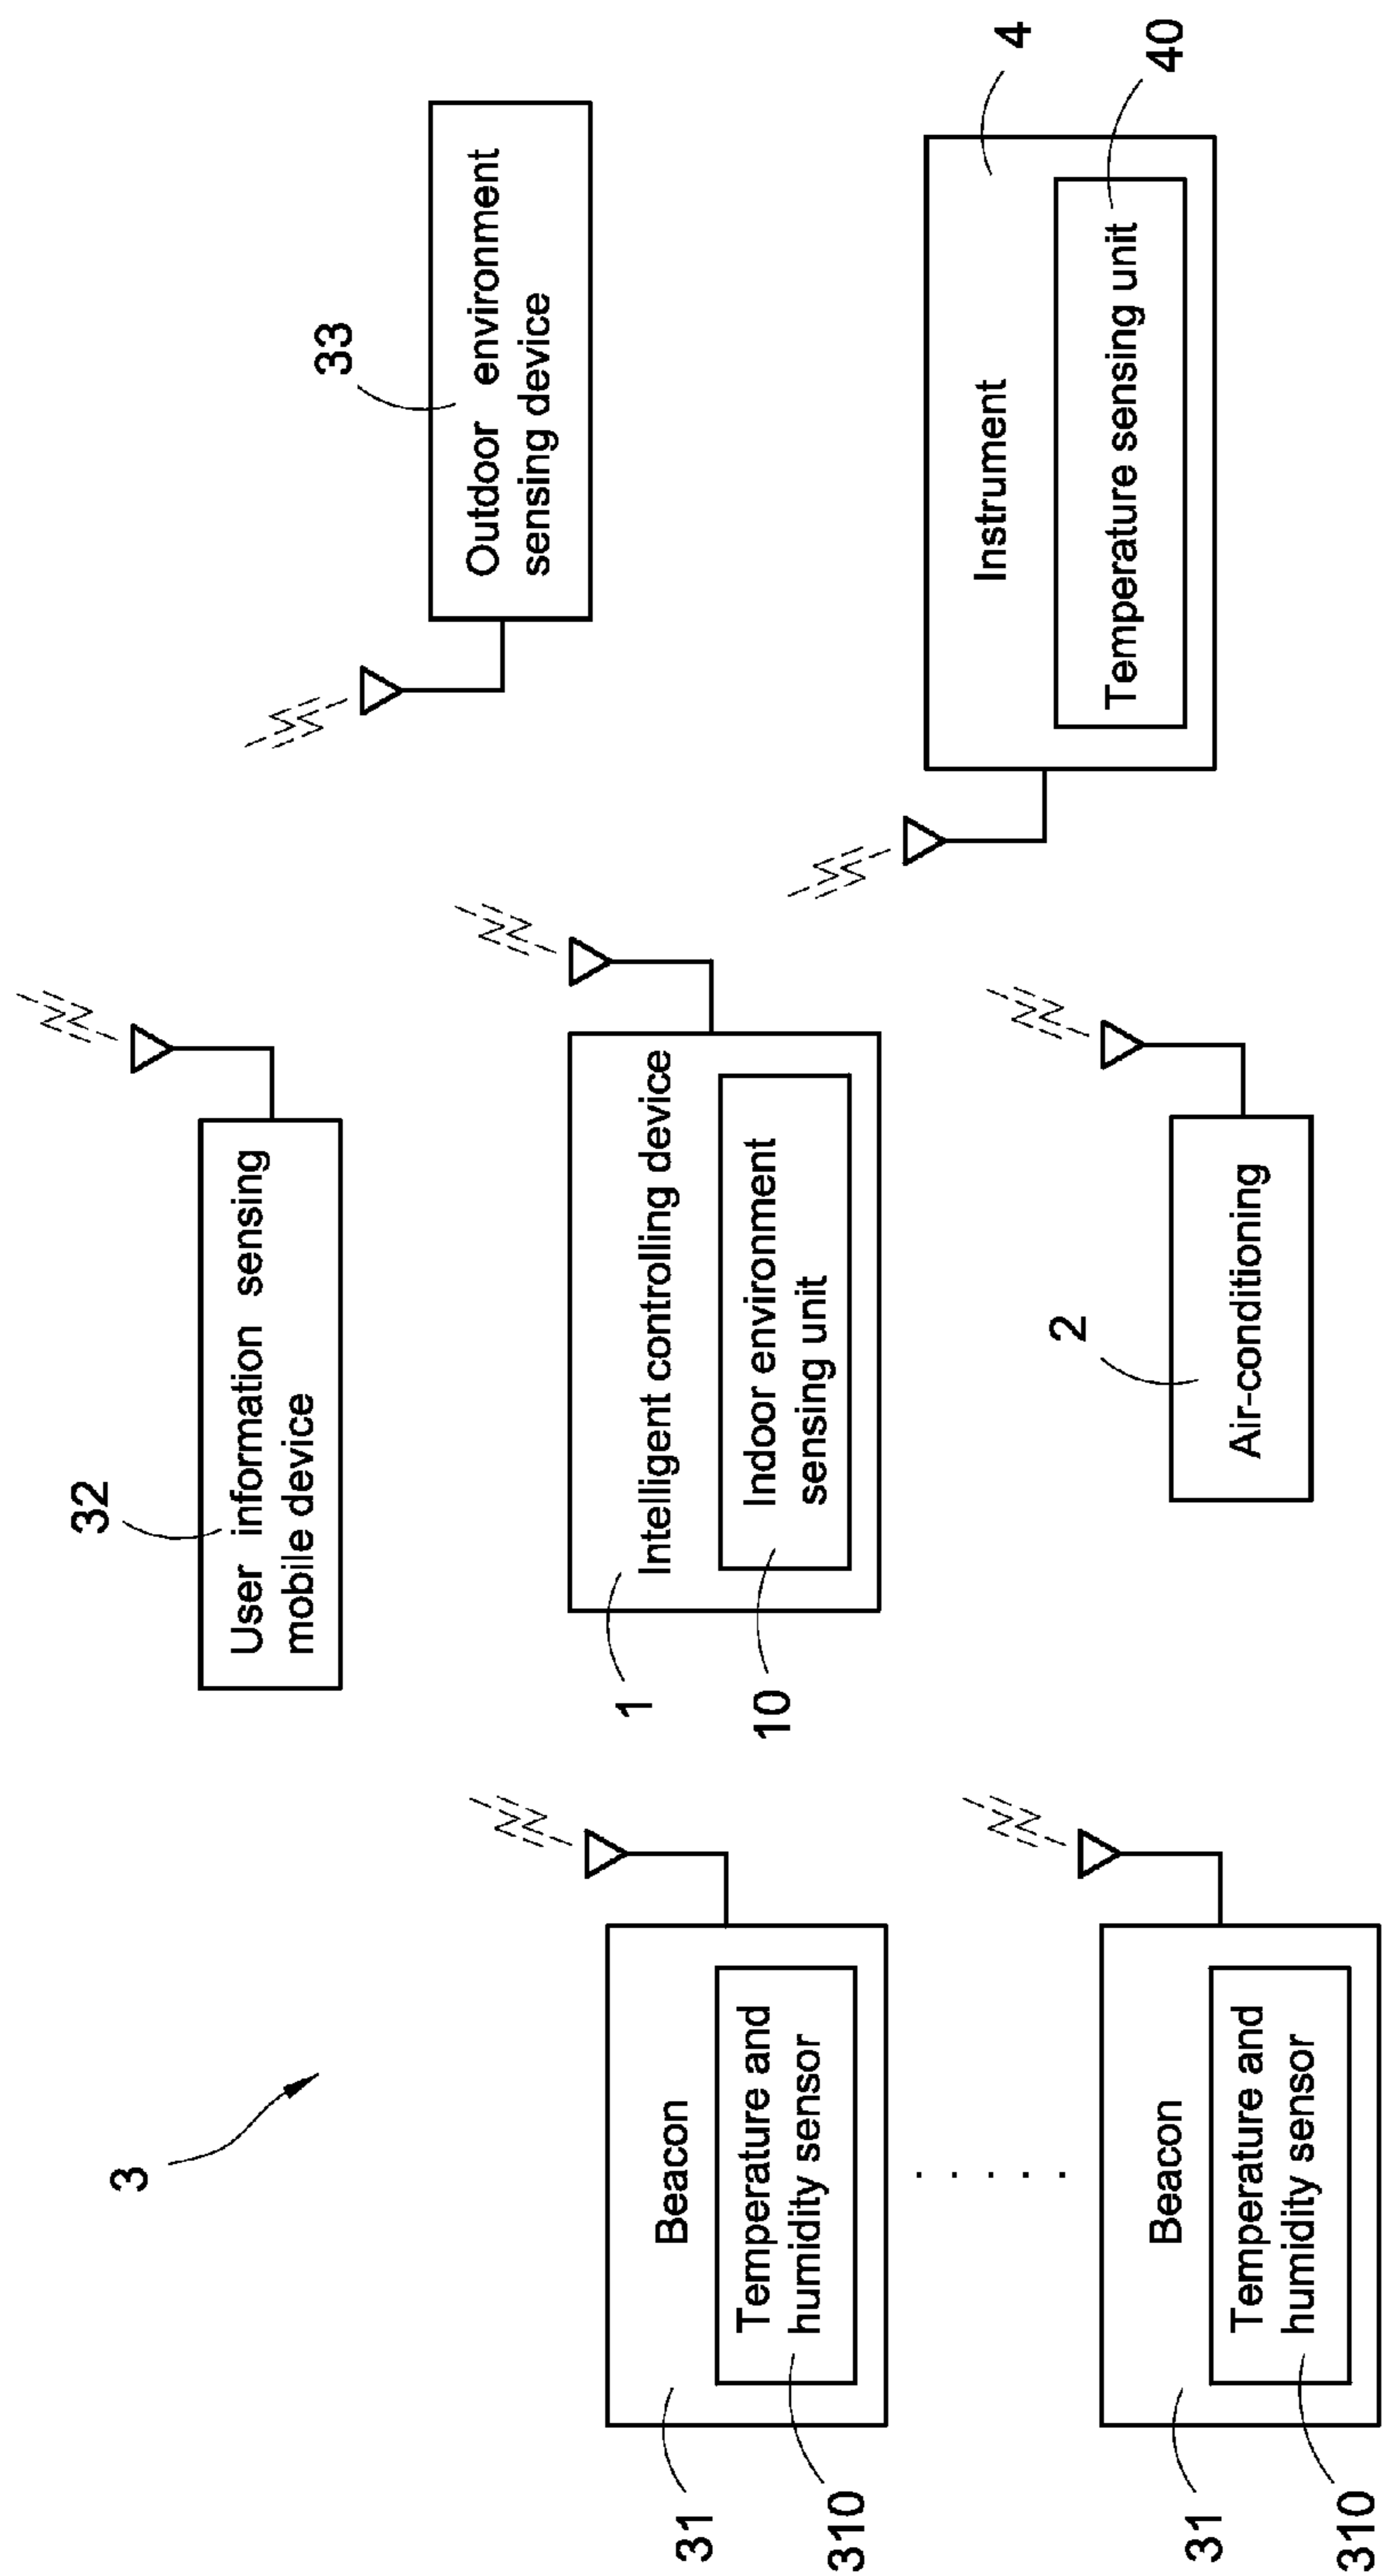 3
32
User information sensing
mobile device
33
Outdoor environment
sensing device
31
Beacon
310
Temperature and
humidity sensor
1
Intelligent controlling device
10
Indoor environment
sensing unit
4
Instrument
40
Temperature sensing unit
. . . . .
31
Beacon
310
Temperature and
humidity sensor
2
Air-conditioning